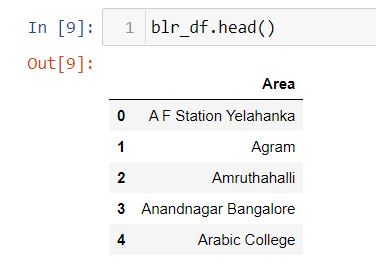 In [9]: 1 blr_df.head()
Out[9]:
Area
0 A F Station Yelahanka
1 Agram
2 Amruthahalli
3 Anandnagar Bangalore
4 Arabic College